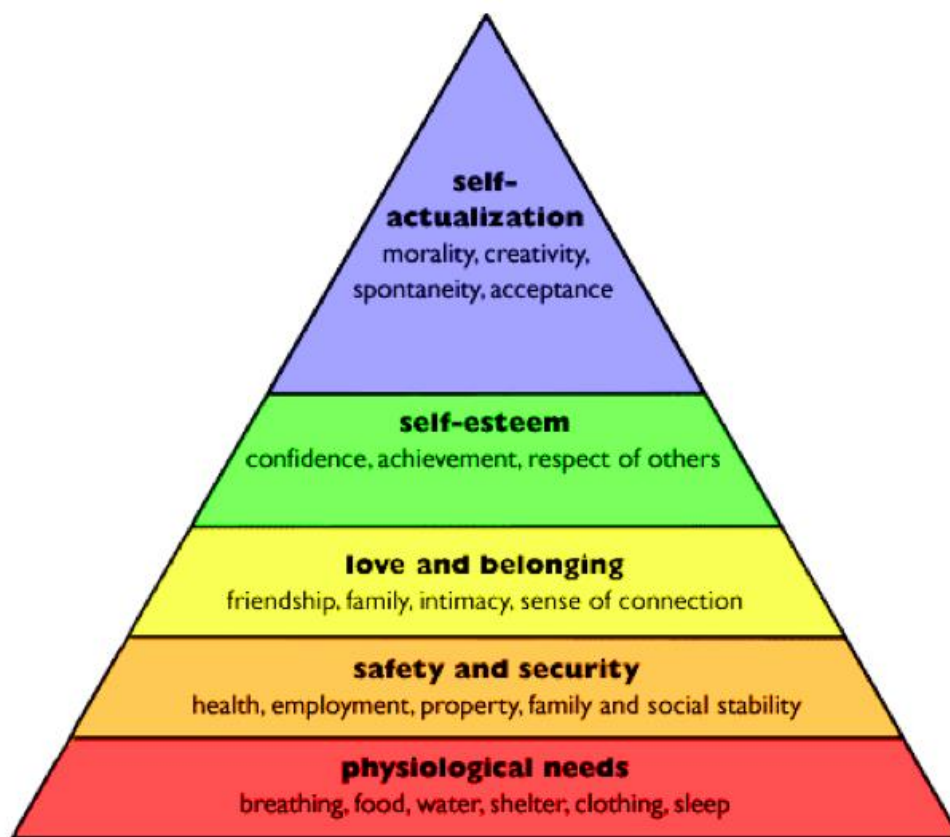 self-
actualization
morality, creativity,
spontaneity, acceptance
self-esteem
confidence, achievement, respect of others
love and belonging
friendship, family, intimacy, sense of connection
safety and security
health, employment, property, family and social stability
physiological needs
breathing, food, water, shelter, clothing, sleep